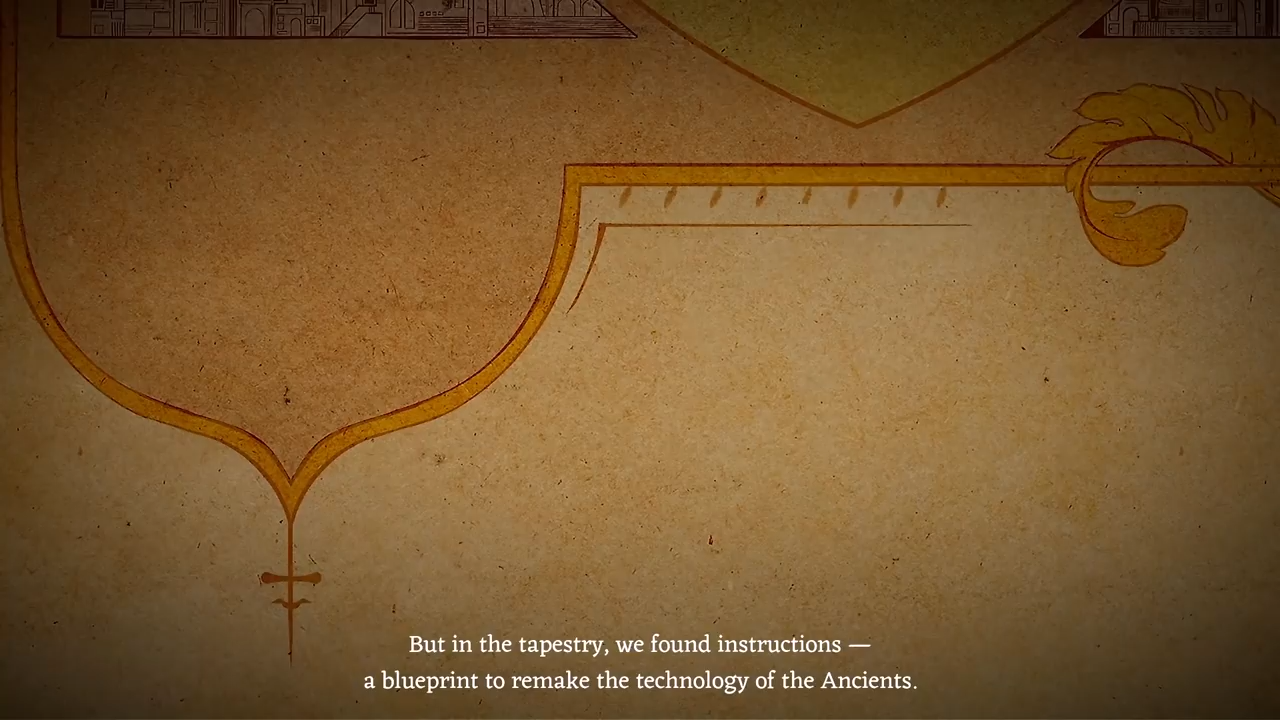 But in the tapestry, we found instructions —
a blueprint to remake the technology of the Ancients.